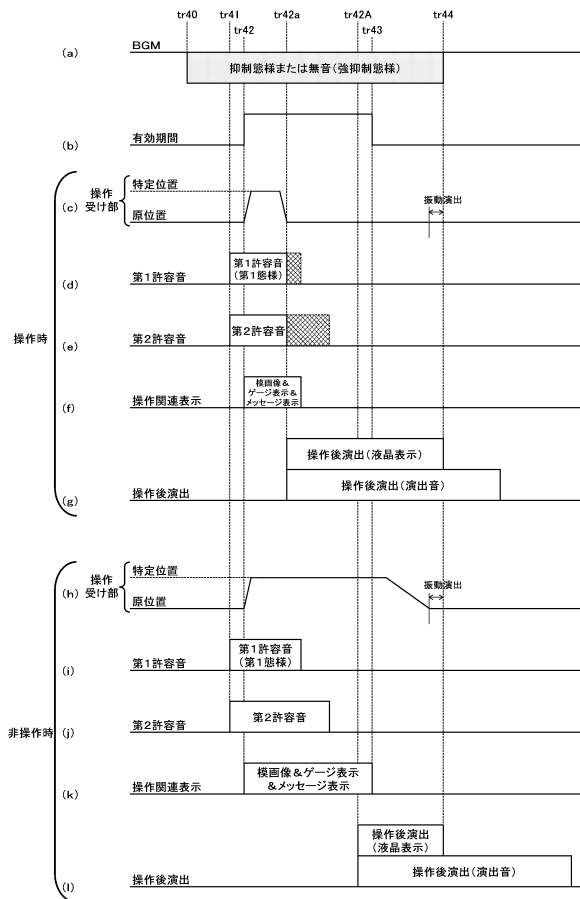 tr40 tr41 tr42a tr42A tr44
tr42 tr43
BGM
(a)
抑制態様または無音(強抑制態様)
有効期間
(b)
操作時
操作
受け部
特定位置
(c)
原位置
振動演出
第1許容音
(第1態様)
第1許容音
(d)
第2許容音
第2許容音
(e)
模画像&
ゲージ表示&
メッセージ表示
操作関連表示
(f)
操作後演出(液晶表示)
操作後演出(演出音)
操作後演出
(g)
非操作時
操作
受け部
特定位置
(h)
原位置
振動演出
第1許容音
(第1態様)
第1許容音
(i)
第2許容音
第2許容音
(j)
模画像&ゲージ表示
&メッセージ表示
操作関連表示
(k)
操作後演出
(液晶表示)
操作後演出(演出音)
操作後演出
(l)